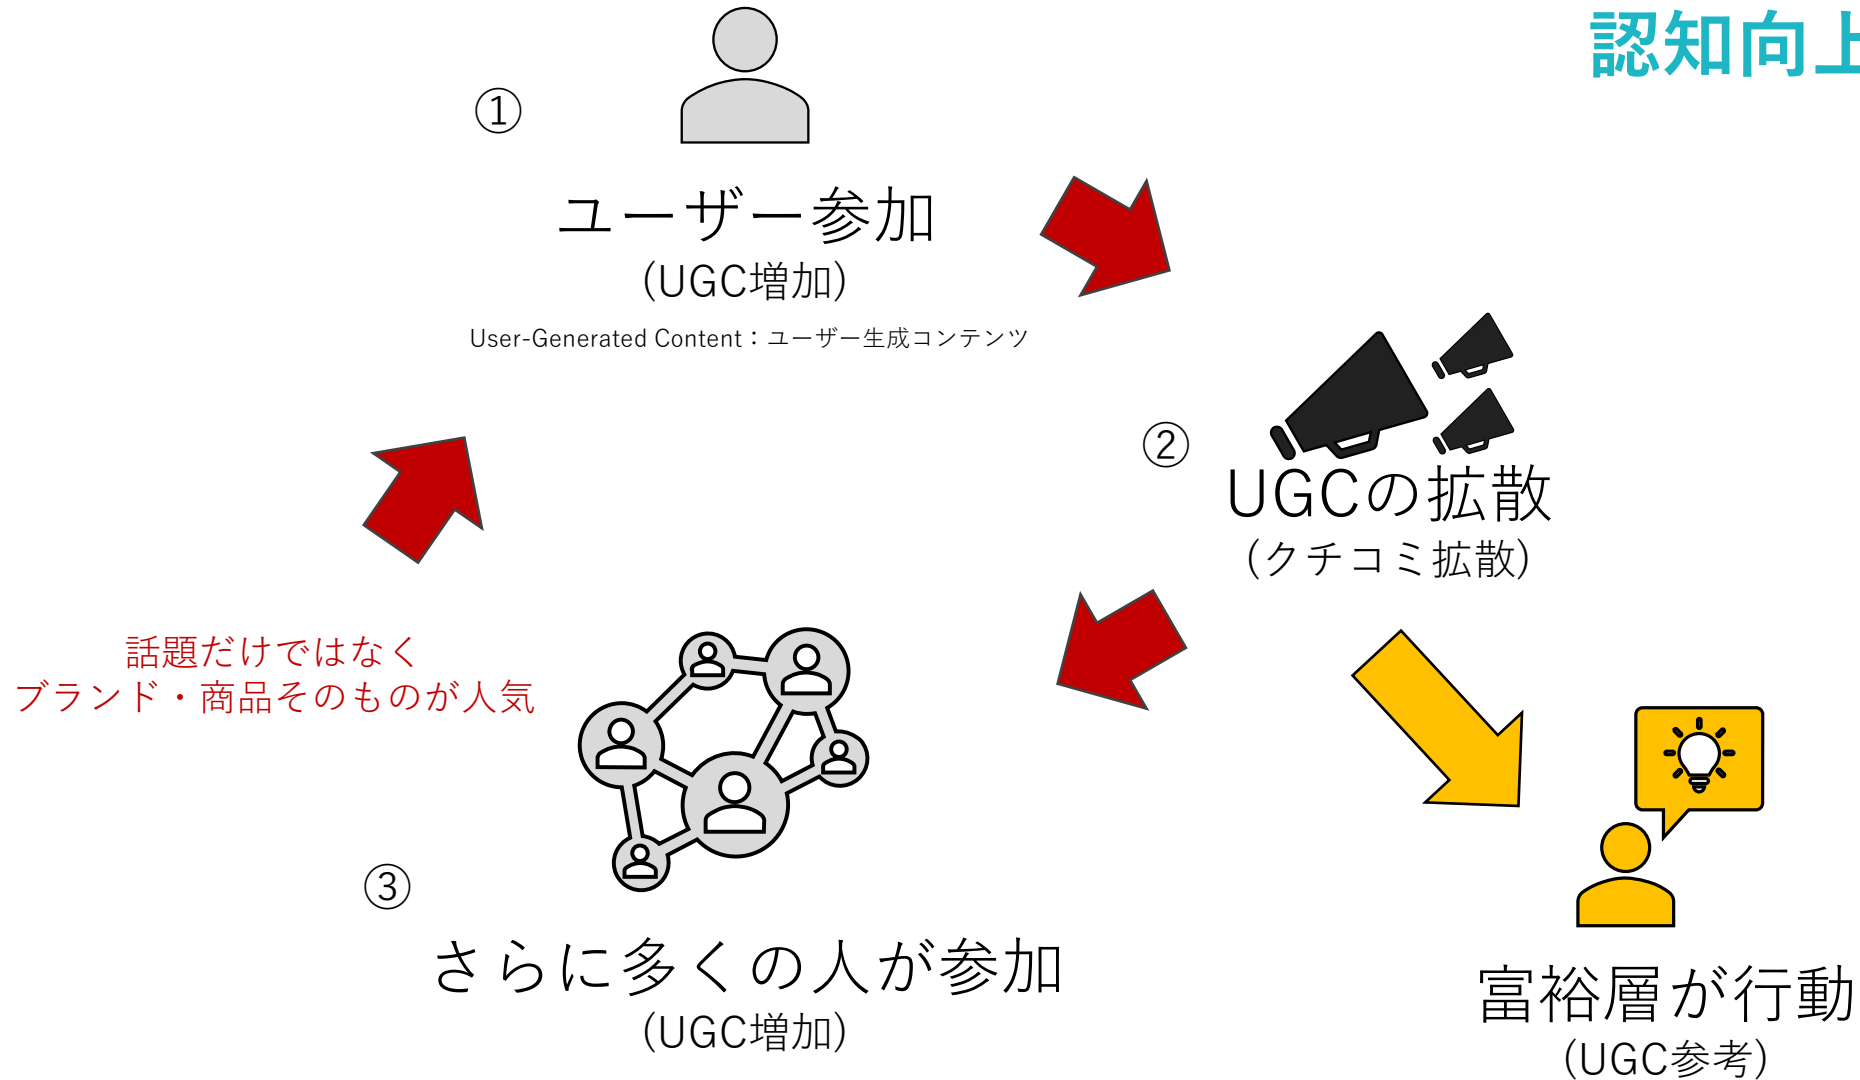 認知向上
①
ユーザー参加
(UGC増加)
User-Generated Content：ユーザー生成コンテンツ
②
UGCの拡散
(クチコミ拡散)
話題だけではなく
ブランド・商品そのものが人気
③
さらに多くの人が参加
(UGC増加)
富裕層が行動
(UGC参考)